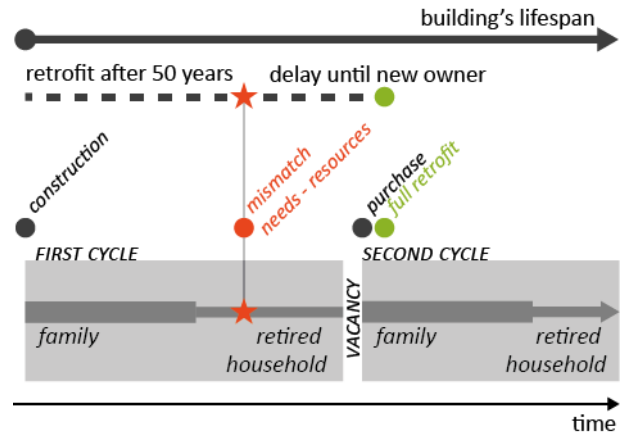 building's lifespan
retrofit after 50 years
delay until new owner
construction
mismatch
needs - resources
purchase
full retrofit
FIRST CYCLE
SECOND CYCLE
VACANCY
family
retired
household
family
retired
household
time